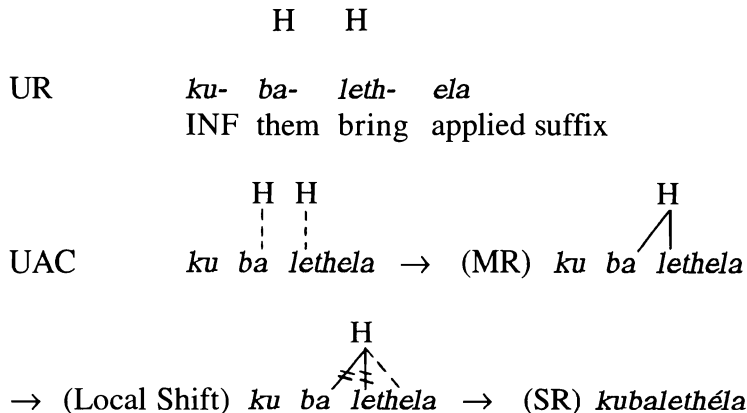 H H
UR ku- ba- leth- ela
INF them bring applied suffix
H H H
UAC ku ba lethela → (MR) ku ba lethela
H
→ (Local Shift) ku ba lethela → (SR) kubalethéla